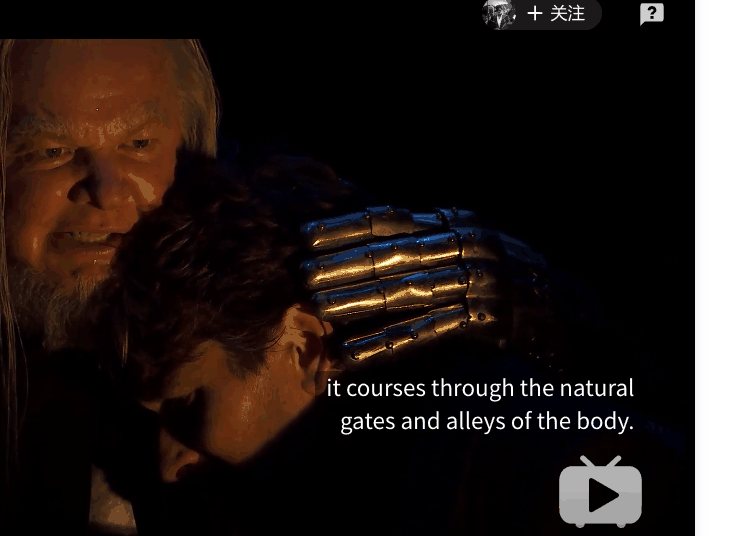 + 关注
it courses through the natural
gates and alleys of the body.